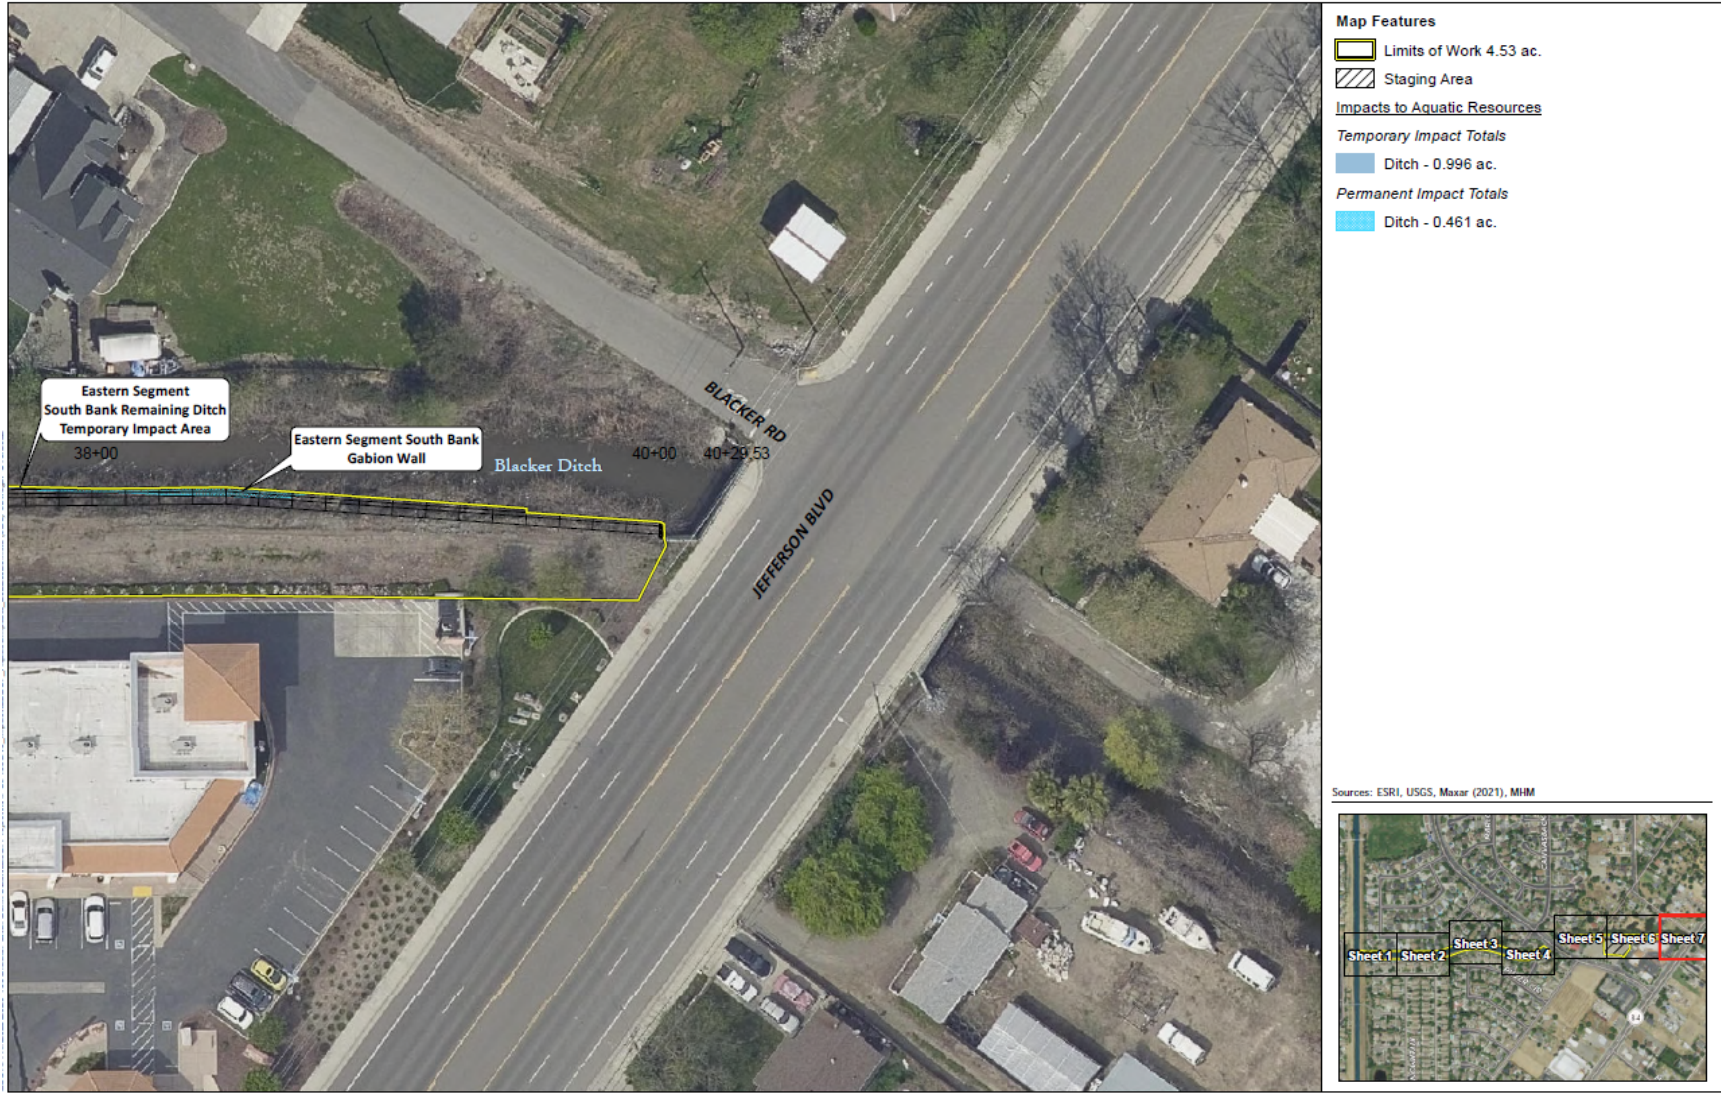 Map Features
Limits of Work 4.53 ac.
Staging Area
Impacts to Aquatic Resources
Temporary Impact Totals
Ditch - 0.996 ac.
Permanent Impact Totals
Ditch - 0.461 ac.
Eastern Segment
South Bank Remaining Ditch
Temporary Impact Area
Eastern Segment South Bank
Gabion Wall
38+00
Blacker Ditch
40+00
40+29.53
BLACKER RD
JEFFERSON BLVD
Sources: ESRI, USGS, Maxar (2021), MHM
Sheet 1
Sheet 2
Sheet 3
Sheet 4
Sheet 5
Sheet 6
Sheet 7